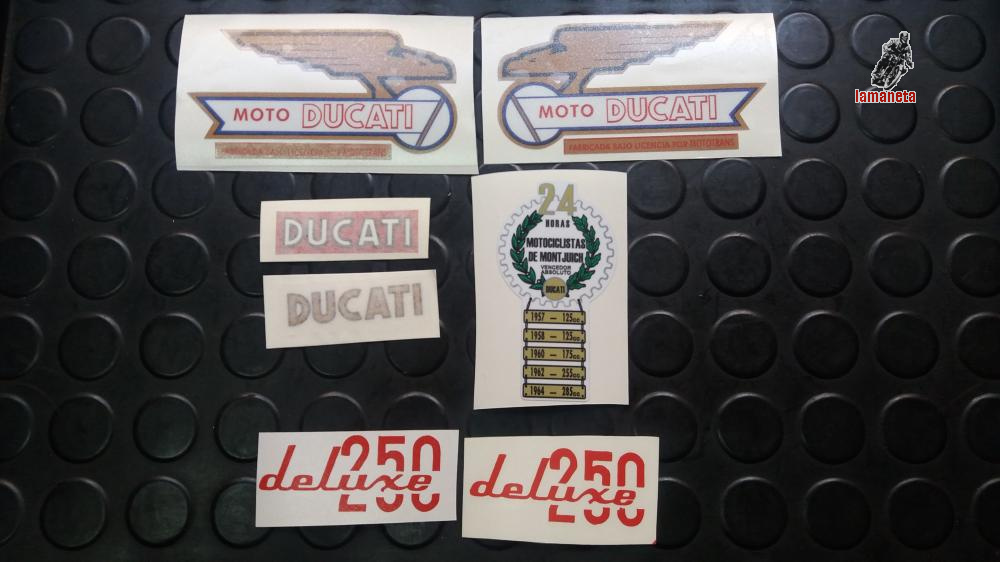 lamaneta
MOTO DUCATI
FABRICADA BAJO LICENCIA POR MOTOTRANS
MOTO DUCATI
FABRICADA BAJO LICENCIA POR MOTOTRANS
DUCATI
DUCATI
24
HORAS
MOTOCICLISTAS
DE MONTJUICH
VENCEDOR
ABSOLUTO
DUCATI
1957 – 125cc.
1958 – 125cc.
1960 – 175cc.
1962 – 255cc.
1964 – 285cc.
250
deluxe
250
deluxe